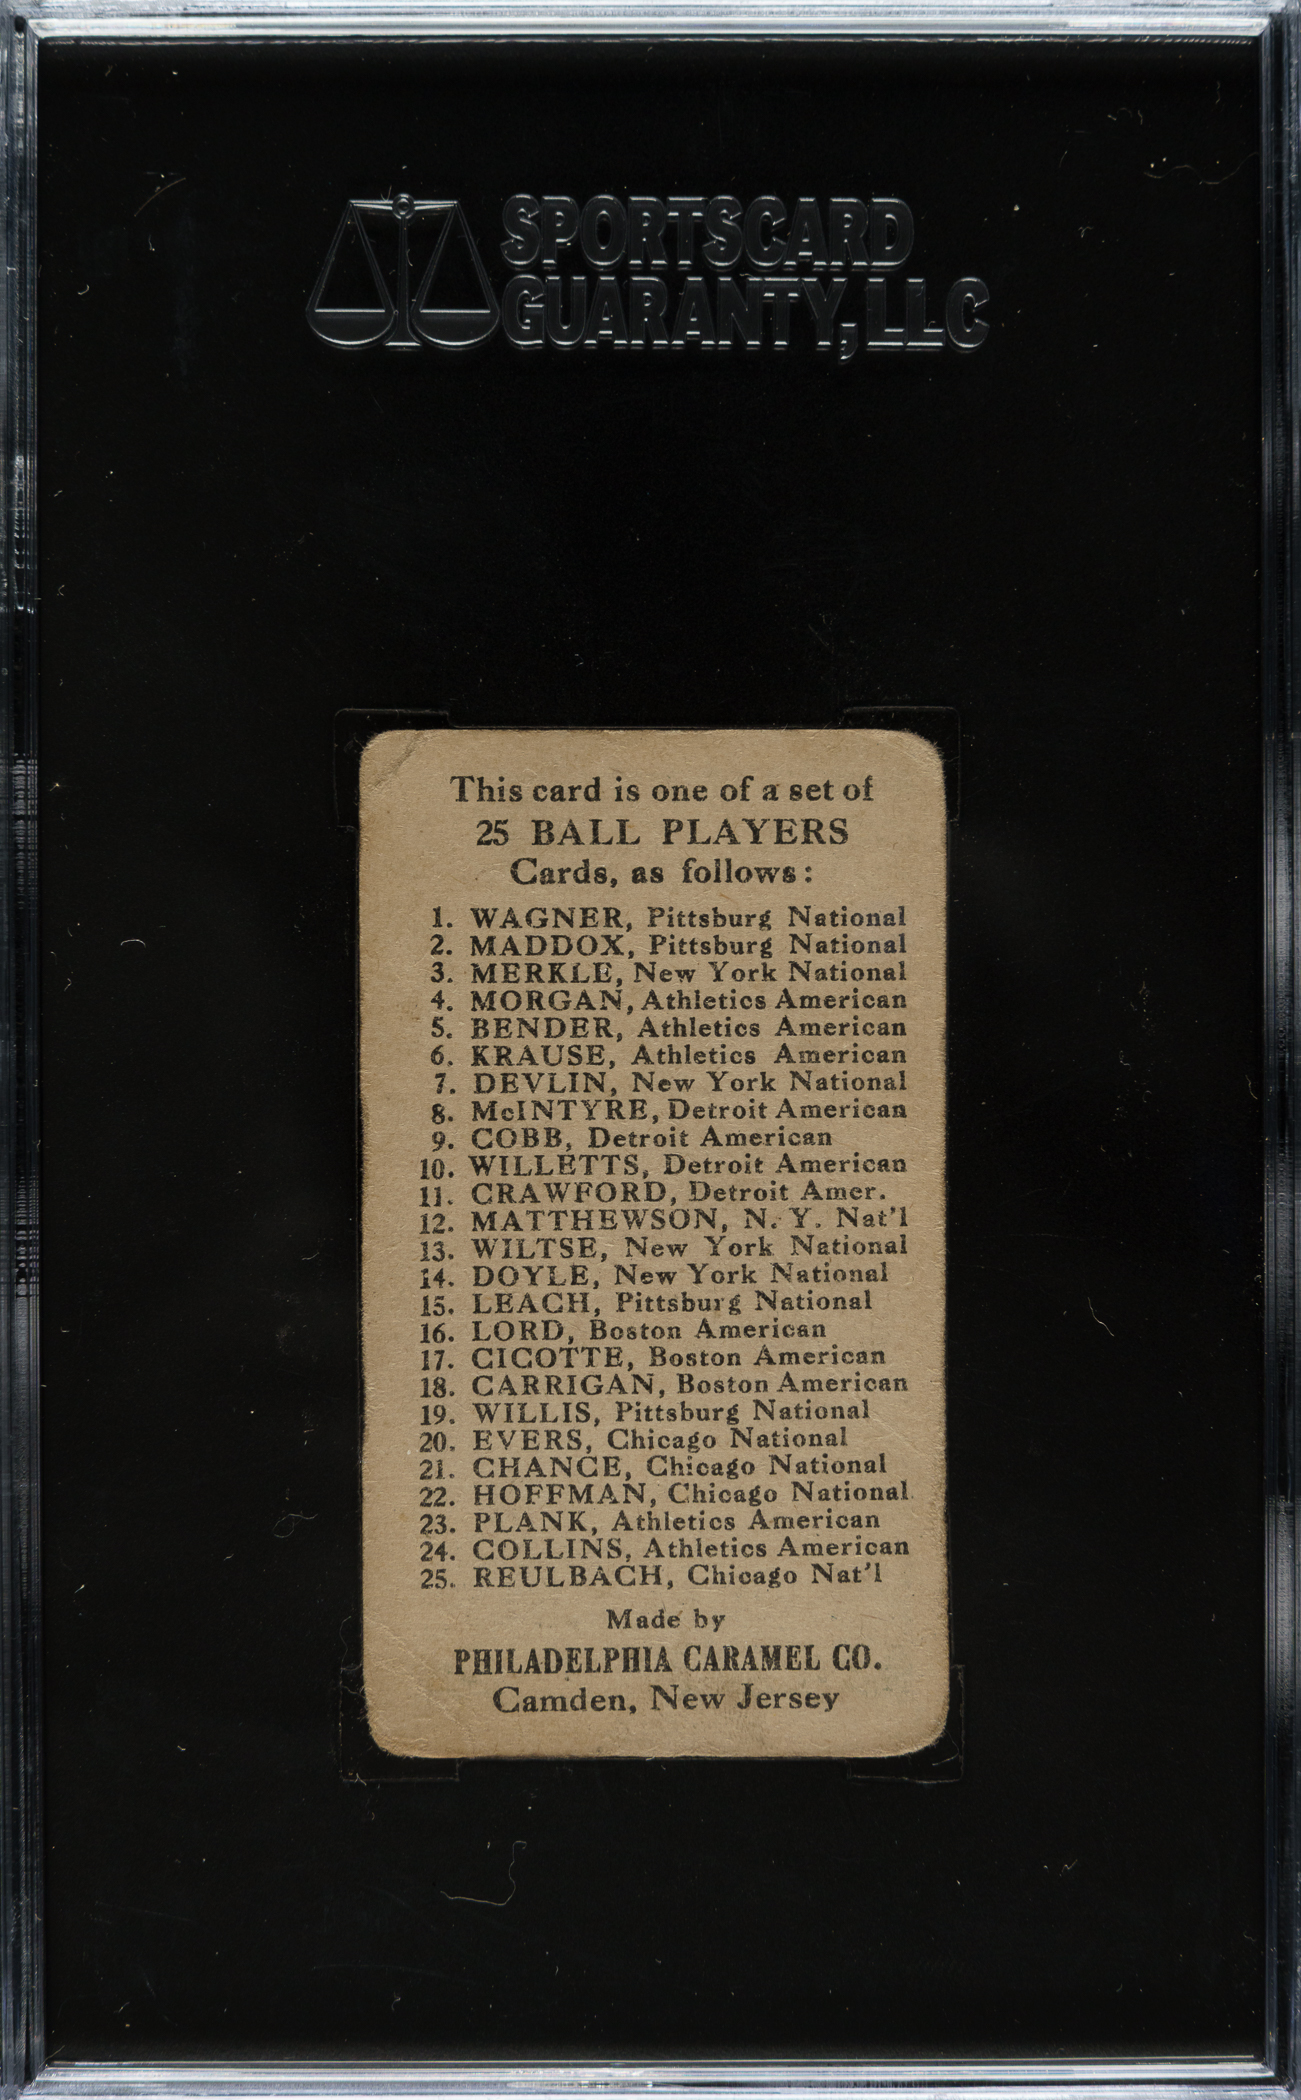 SPORTSCARD
GUARANTY, LLC
This card is one of a set of
25 BALL PLAYERS
Cards, as follows:
1. WAGNER, Pittsburg National
2. MADDOX, Pittsburg National
3. MERKLE, New York National
4. MORGAN, Athletics American
5. BENDER, Athletics American
6. KRAUSE, Athletics American
7. DEVLIN, New York National
8. McINTYRE, Detroit American
9. COBB, Detroit American
10. WILLETTS, Detroit American
11. CRAWFORD, Detroit Amer.
12. MATTHEWSON, N. Y. Nat'l
13. WILTSE, New York National
14. DOYLE, New York National
15. LEACH, Pittsburg National
16. LORD, Boston American
17. CICOTTE, Boston American
18. CARRIGAN, Boston American
19. WILLIS, Pittsburg National
20. EVERS, Chicago National
21. CHANCE, Chicago National
22. HOFFMAN, Chicago National
23. PLANK, Athletics American
24. COLLINS, Athletics American
25. REULBACH, Chicago Nat'l
Made by
PHILADELPHIA CARAMEL CO.
Camden, New Jersey